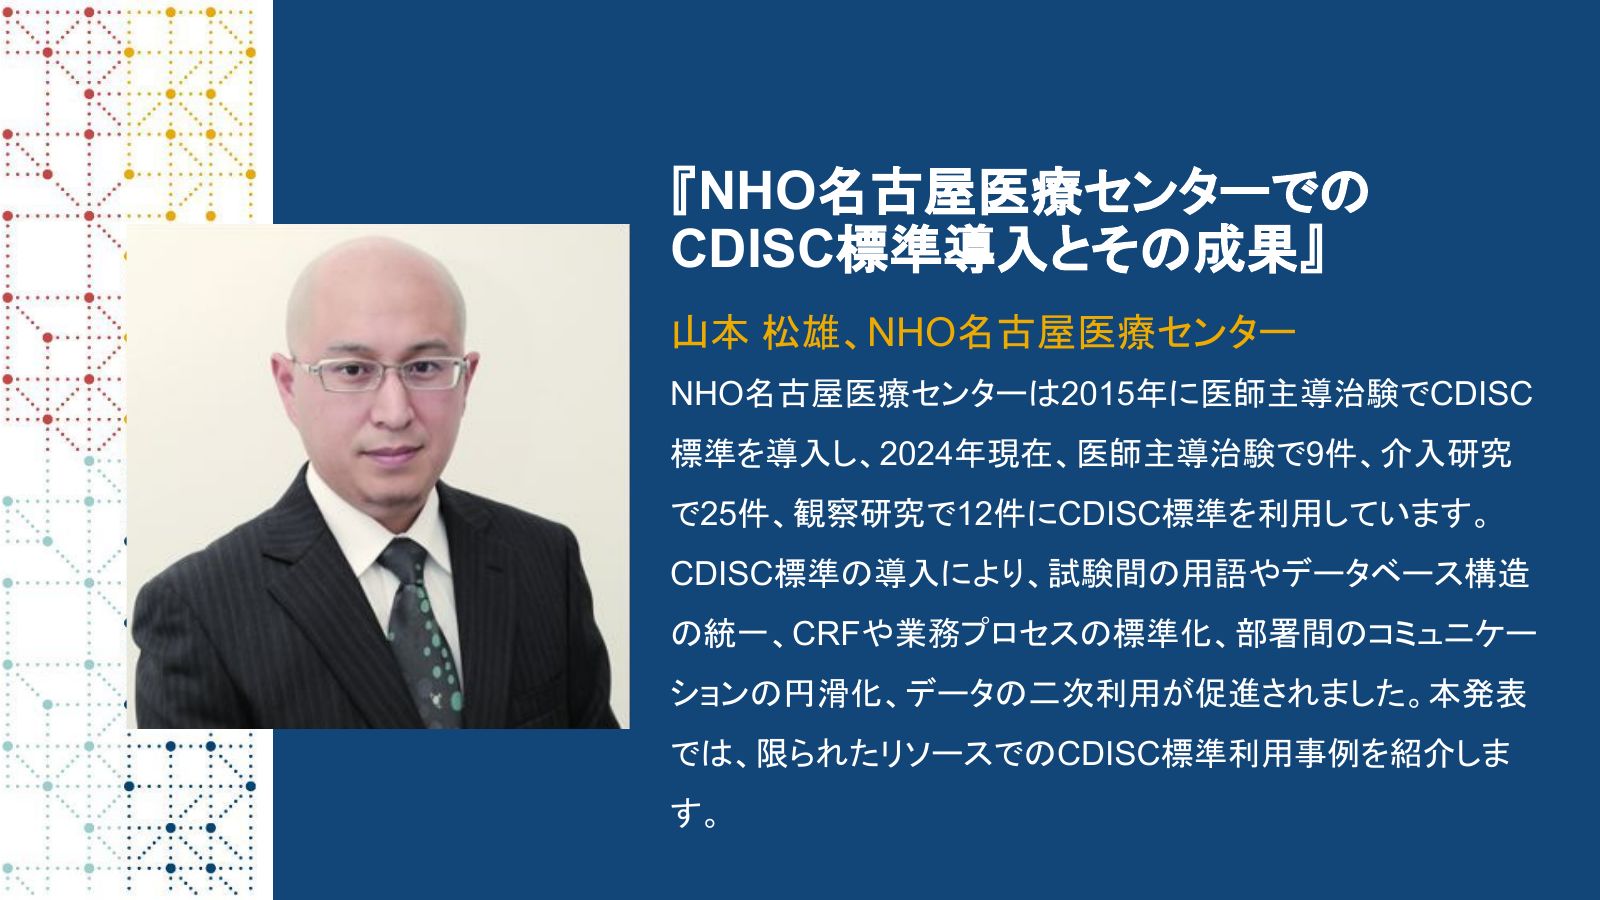 『NHO名古屋医療センターでの
CDISC標準導入とその成果』
山本 松雄、NHO名古屋医療センター
NHO名古屋医療センターは2015年に医師主導治験でCDISC
標準を導入し、2024年現在、医師主導治験で9件、介入研究
で25件、観察研究で12件にCDISC標準を利用しています。
CDISC標準の導入により、試験間の用語やデータベース構造
の統一、CRFや業務プロセスの標準化、部署間のコミュニケー
ションの円滑化、データの二次利用が促進されました。本発表
では、限られたリソースでのCDISC標準利用事例を紹介しま
す。